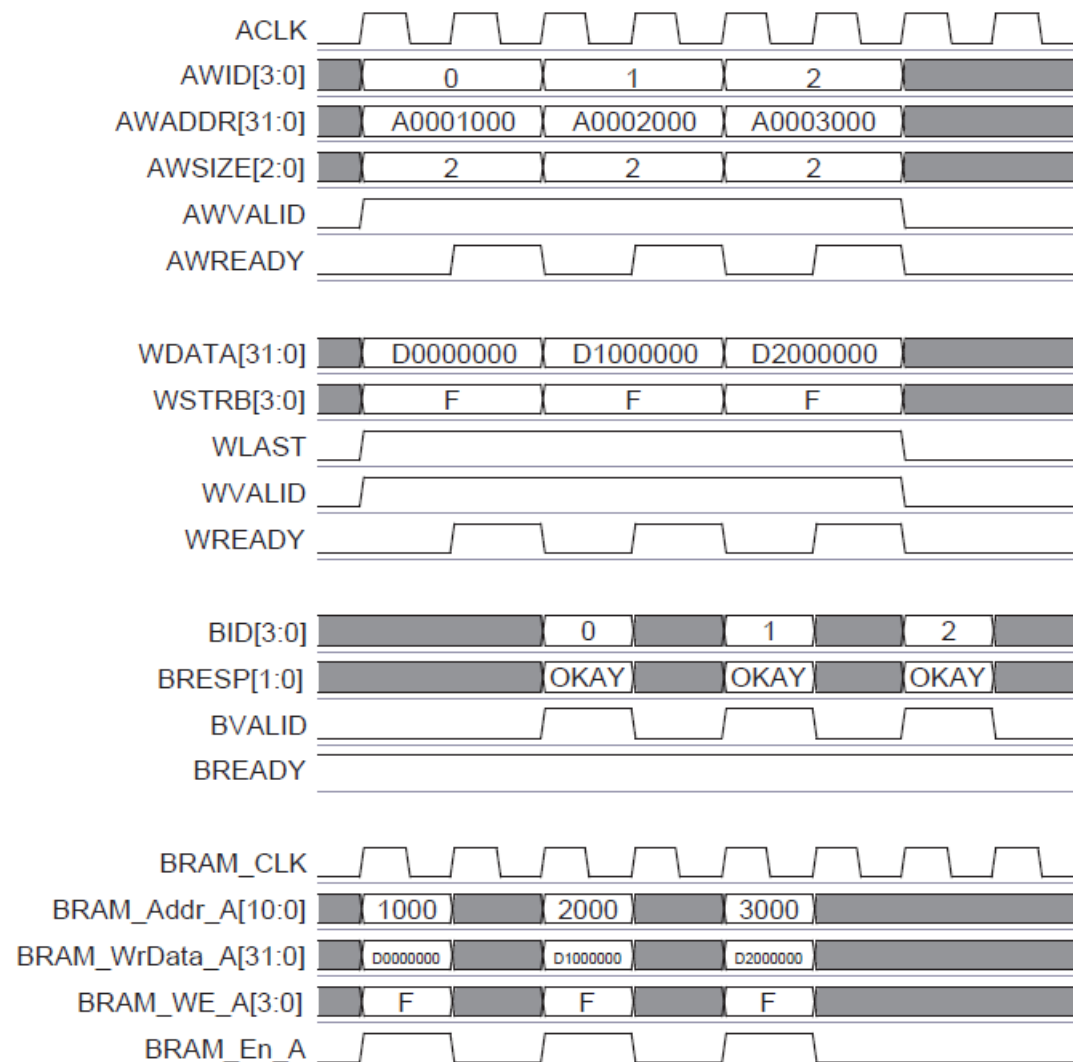 ACLK
AWID[3:0] 0 1 2
AWADDR[31:0] A0001000 A0002000 A0003000
AWSIZE[2:0] 2 2 2
AWVALID
AWREADY
WDATA[31:0] D0000000 D1000000 D2000000
WSTRB[3:0] F F F
WLAST
WVALID
WREADY
BID[3:0] 0 1 2
BRESP[1:0] OKAY OKAY OKAY
BVALID
BREADY
BRAM_CLK
BRAM_Addr_A[10:0] 1000 2000 3000
BRAM_WrData_A[31:0] D0000000 D1000000 D2000000
BRAM_WE_A[3:0] F F F
BRAM_En_A